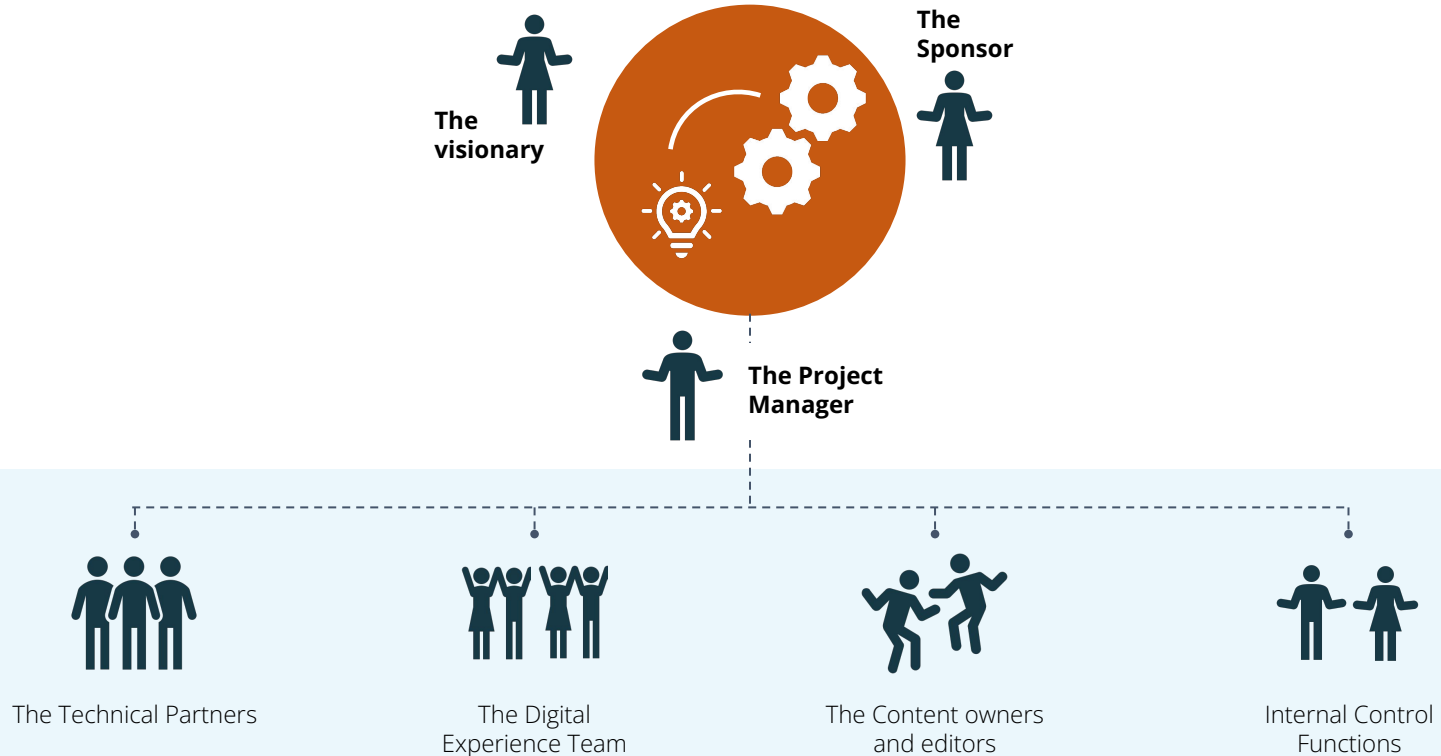 The
Sponsor
The
visionary
The Project
Manager
The Technical Partners
The Digital
Experience Team
The Content owners
and editors
Internal Control
Functions